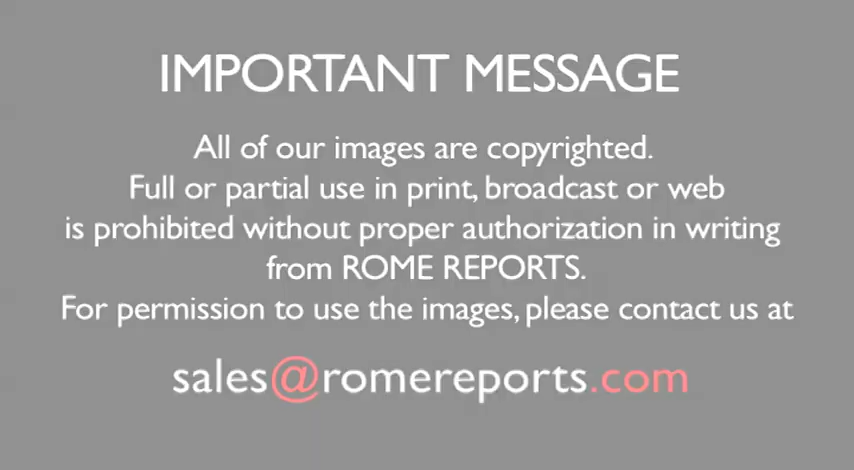 IMPORTANT MESSAGE
All of our images are copyrighted.
Full or partial use in print, broadcast or web
is prohibited without proper authorization in writing
from ROME REPORTS.
For permission to use the images, please contact us at
sales@romereports.com